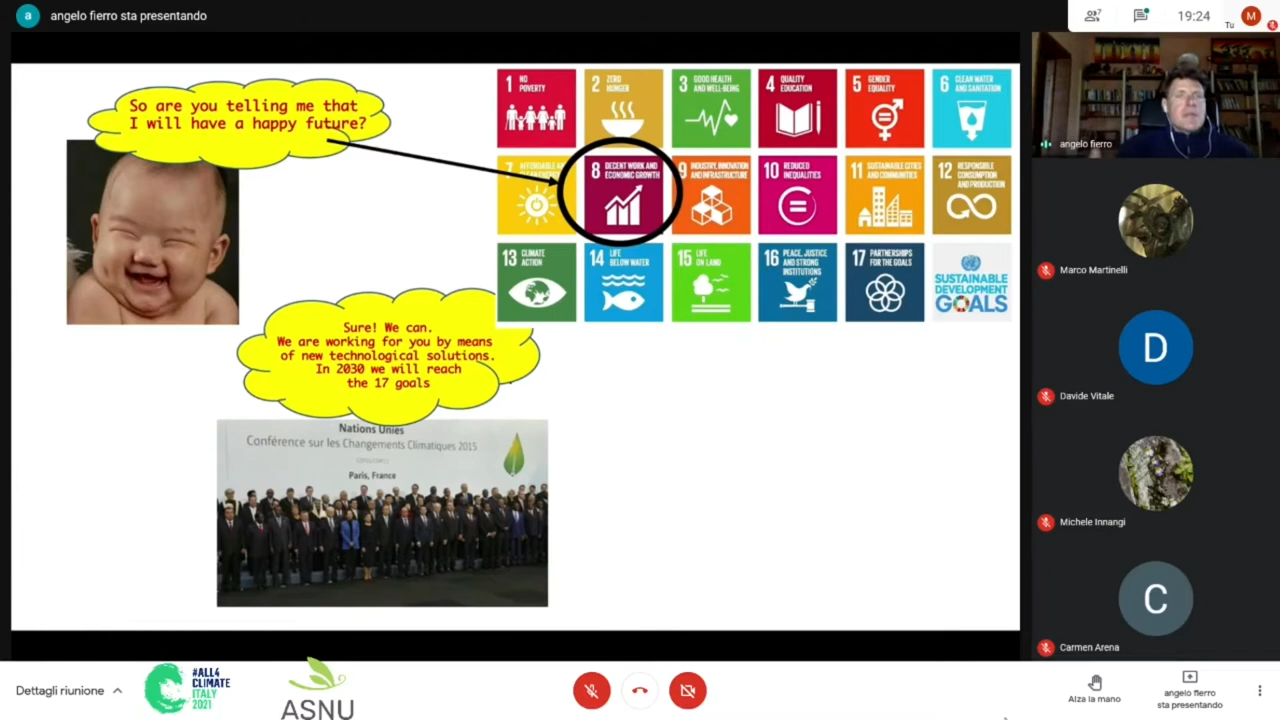 a
angelo fierro sta presentando
7
19:24
Tu
M
So are you telling me that
I will have a happy future?
1 NO
POVERTY
2 ZERO
HUNGER
3 GOOD HEALTH
AND WELL-BEING
4 QUALITY
EDUCATION
5 GENDER
EQUALITY
6 CLEAN WATER
AND SANITATION
7 AFFORDABLE AND
CLEAN ENERGY
8 DECENT WORK AND
ECONOMIC GROWTH
9 INDUSTRY, INNOVATION
AND INFRASTRUCTURE
10 REDUCED
INEQUALITIES
11 SUSTAINABLE CITIES
AND COMMUNITIES
12 RESPONSIBLE
CONSUMPTION
AND PRODUCTION
13 CLIMATE
ACTION
14 LIFE
BELOW WATER
15 LIFE
ON LAND
16 PEACE, JUSTICE
AND STRONG
INSTITUTIONS
17 PARTNERSHIPS
FOR THE GOALS
SUSTAINABLE
DEVELOPMENT
GOALS
Sure! We can.
We are working for you by means
of new technological solutions.
In 2030 we will reach
the 17 goals
Nations Unies
Conférence sur les Changements Climatiques 2015
Paris, France
angelo fierro
Marco Martinelli
D
Davide Vitale
Michele Innangi
C
Carmen Arena
Dettagli riunione
#ALL4
CLIMATE
ITALY
2021
ASNU
Alza la mano
angelo fierro
sta presentando